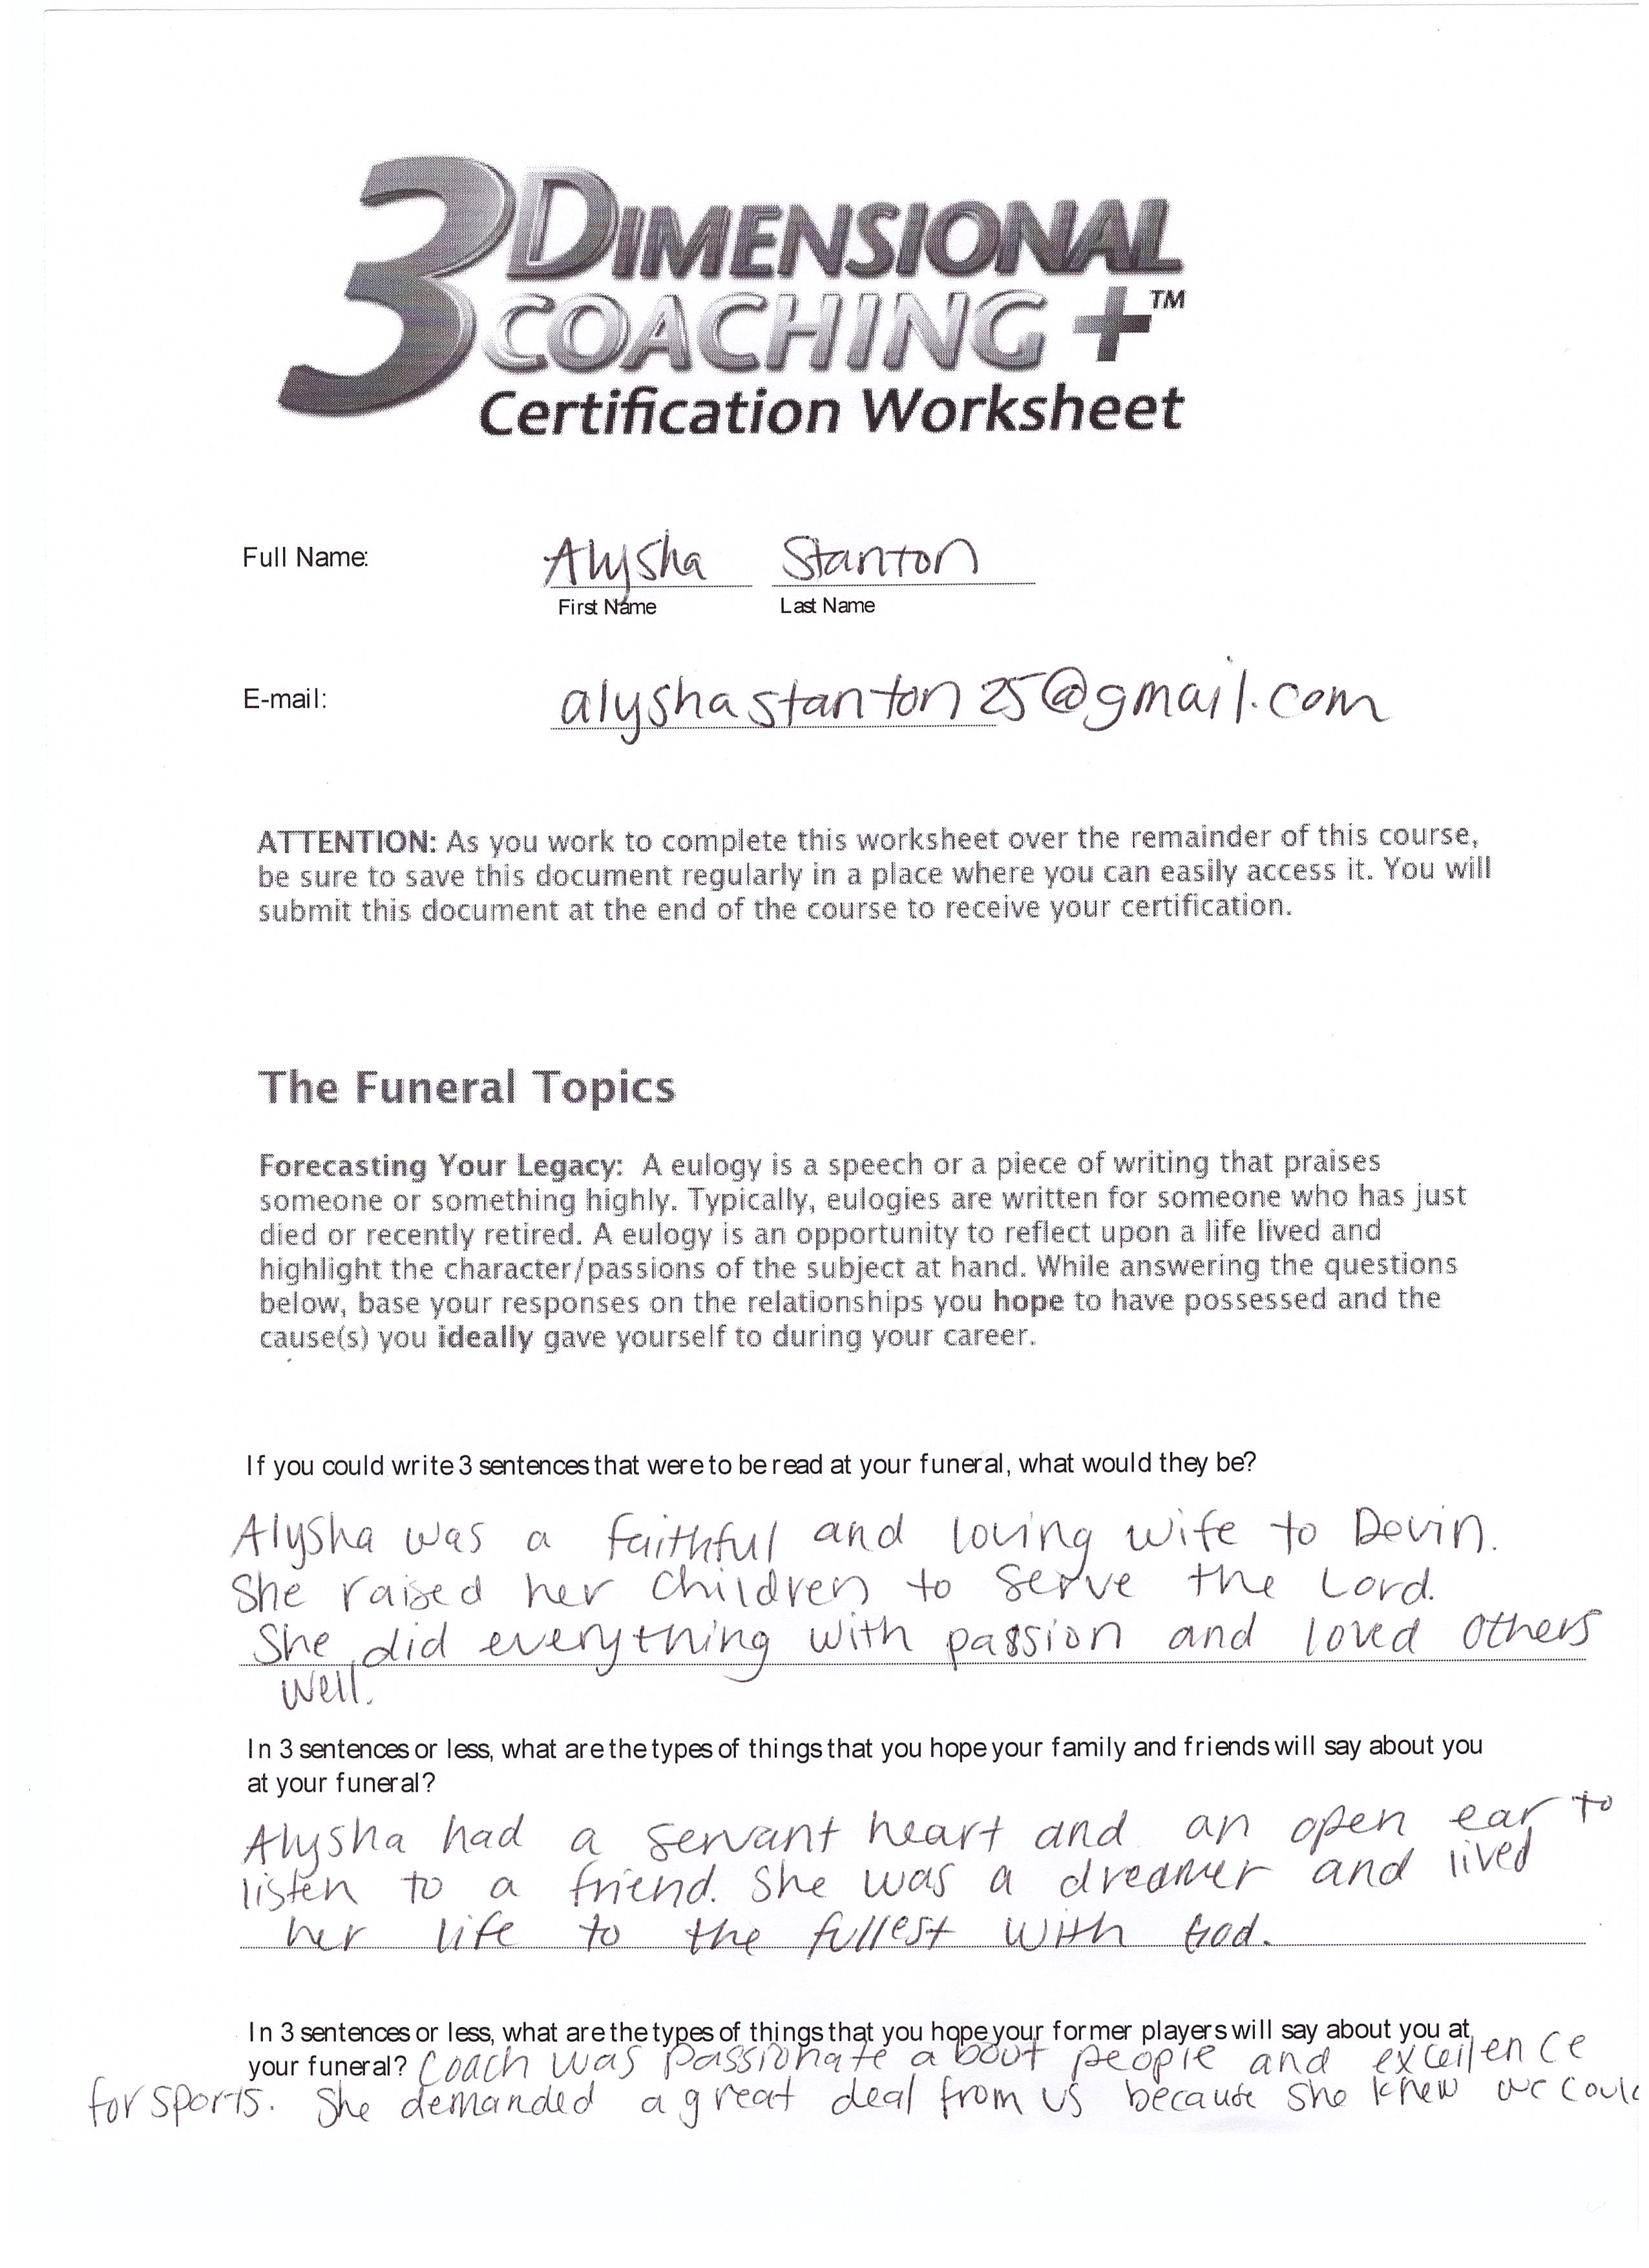 3 DIMENSIONAL
COACHING +™
Certification Worksheet
Full Name: Alysha Stanton
First Name Last Name
E-mail: alyshastanton25@gmail.com
ATTENTION: As you work to complete this worksheet over the remainder of this course,
be sure to save this document regularly in a place where you can easily access it. You will
submit this document at the end of the course to receive your certification.
The Funeral Topics
Forecasting Your Legacy: A eulogy is a speech or a piece of writing that praises
someone or something highly. Typically, eulogies are written for someone who has just
died or recently retired. A eulogy is an opportunity to reflect upon a life lived and
highlight the character/passions of the subject at hand. While answering the questions
below, base your responses on the relationships you hope to have possessed and the
cause(s) you ideally gave yourself to during your career.
If you could write 3 sentences that were to be read at your funeral, what would they be?
Alysha was a faithful and loving wife to Devin.
She raised her children to serve the Lord.
She did everything with passion and loved others
well.
In 3 sentences or less, what are the types of things that you hope your family and friends will say about you
at your funeral?
Alysha had a servant heart and an open ear to
listen to a friend. She was a dreamer and lived
her life to the fullest with God.
In 3 sentences or less, what are the types of things that you hope your former players will say about you at
your funeral? Coach was passionate about people and excellence
for sports. She demanded a great deal from us because she knew we could